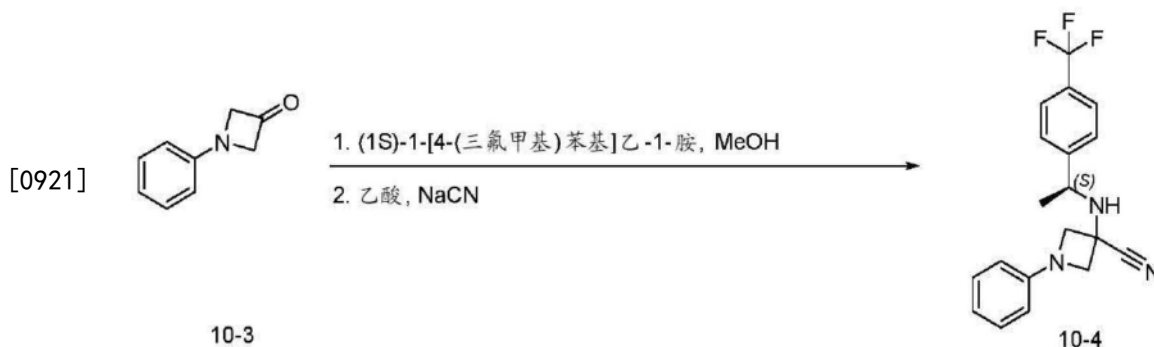 F
F
F
O
N
1. (1S)-1-[4-(三氟甲基)苯基]乙-1-胺, MeOH
[0921]
2. 乙酸, NaCN
(S)
NH
N
N
10-3
10-4